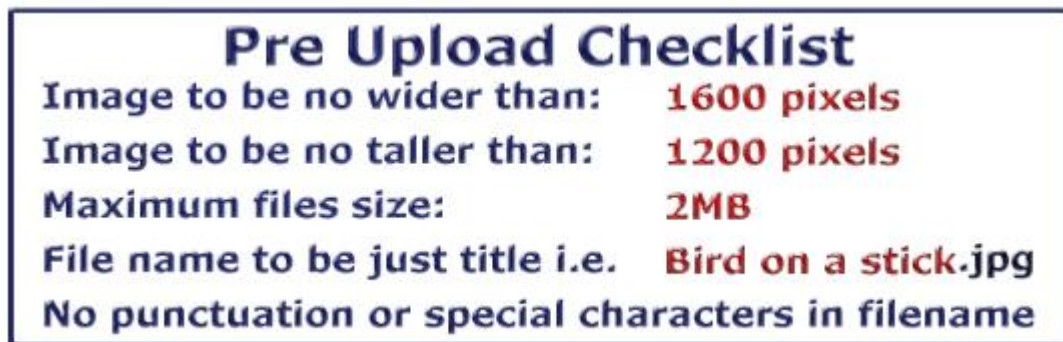 Pre Upload Checklist
Image to be no wider than: 1600 pixels
Image to be no taller than: 1200 pixels
Maximum files size: 2MB
File name to be just title i.e. Bird on a stick.jpg
No punctuation or special characters in filename